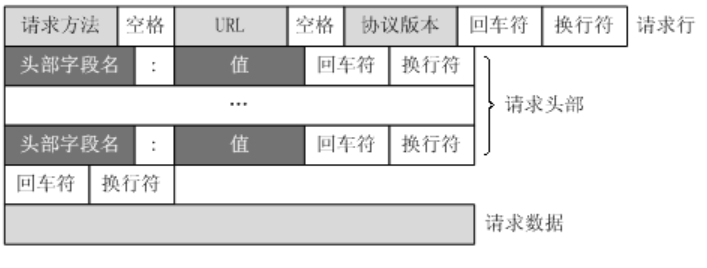 请求方法 空格 URL 空格 协议版本 回车符 换行符 请求行
头部字段名 : 值 回车符 换行符
...
请求头部
头部字段名 : 值 回车符 换行符
回车符 换行符
请求数据